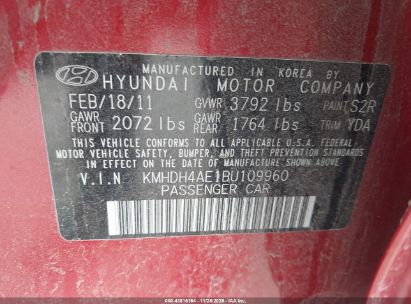 MANUFACTURED IN KOREA BY
HYUNDAI MOTOR COMPANY
FEB/18/11 GVWR 3792 lbs PAINT S2R
GAWR FRONT 2072 lbs GAWR REAR 1764 lbs TRIM YDA
THIS VEHICLE CONFORMS TO ALL APPLICABLE U.S. FEDERAL
MOTOR VEHICLE SAFETY, BUMPER, AND THEFT PREVENTION
STANDARDS IN EFFECT ON THE DATE OF MANUFACTURE
SHOWN ABOVE.
V.I.N KMHDH4AE1BU109960
PASSENGER CAR